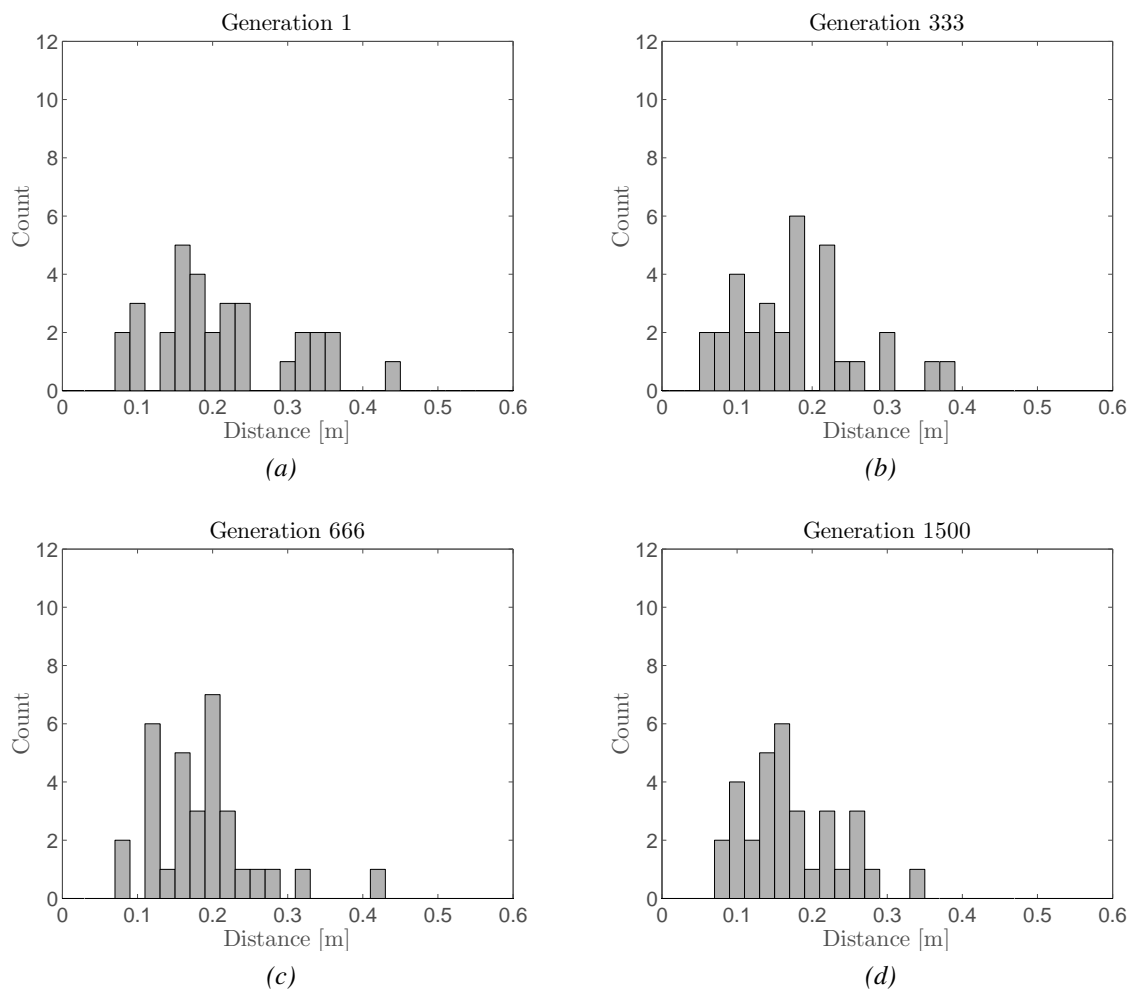 Generation 1
12
10
8
6
4
2
0
Count
0 0.1 0.2 0.3 0.4 0.5 0.6
Distance [m]
(a)
Generation 333
12
10
8
6
4
2
0
Count
0 0.1 0.2 0.3 0.4 0.5 0.6
Distance [m]
(b)
Generation 666
12
10
8
6
4
2
0
Count
0 0.1 0.2 0.3 0.4 0.5 0.6
Distance [m]
(c)
Generation 1500
12
10
8
6
4
2
0
Count
0 0.1 0.2 0.3 0.4 0.5 0.6
Distance [m]
(d)